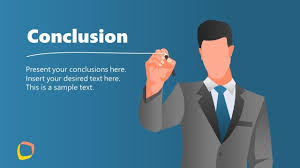 Conclusion
Present your conclusions here.
Insert your desired text here.
This is a sample text.